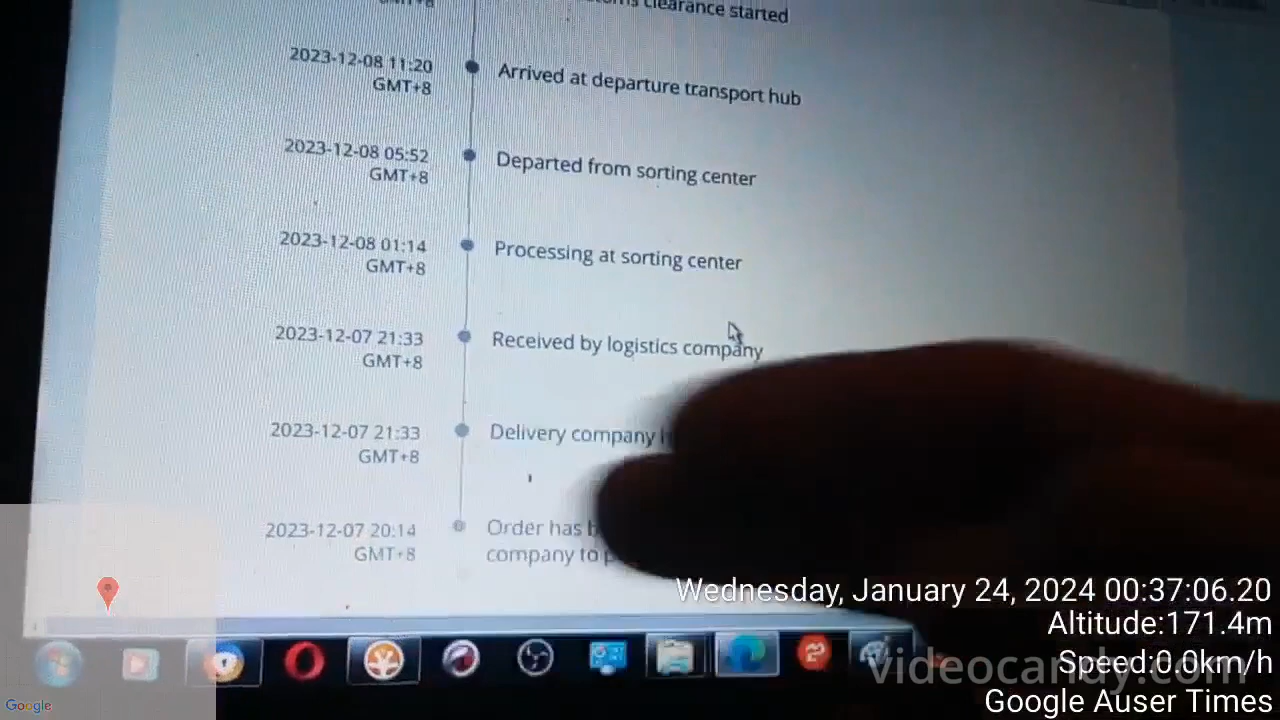 clearance started
2023-12-08 11:20
GMT+8
Arrived at departure transport hub
2023-12-08 05:52
GMT+8
Departed from sorting center
2023-12-08 01:14
GMT+8
Processing at sorting center
2023-12-07 21:33
GMT+8
Received by logistics company
2023-12-07 21:33
GMT+8
Delivery company
2023-12-07 20:14
GMT+8
Order has
company to
Wednesday, January 24, 2024 00:37:06.20
Altitude:171.4m
Speed:0.0km/h
videocandy.com
Google Auser Times
Google